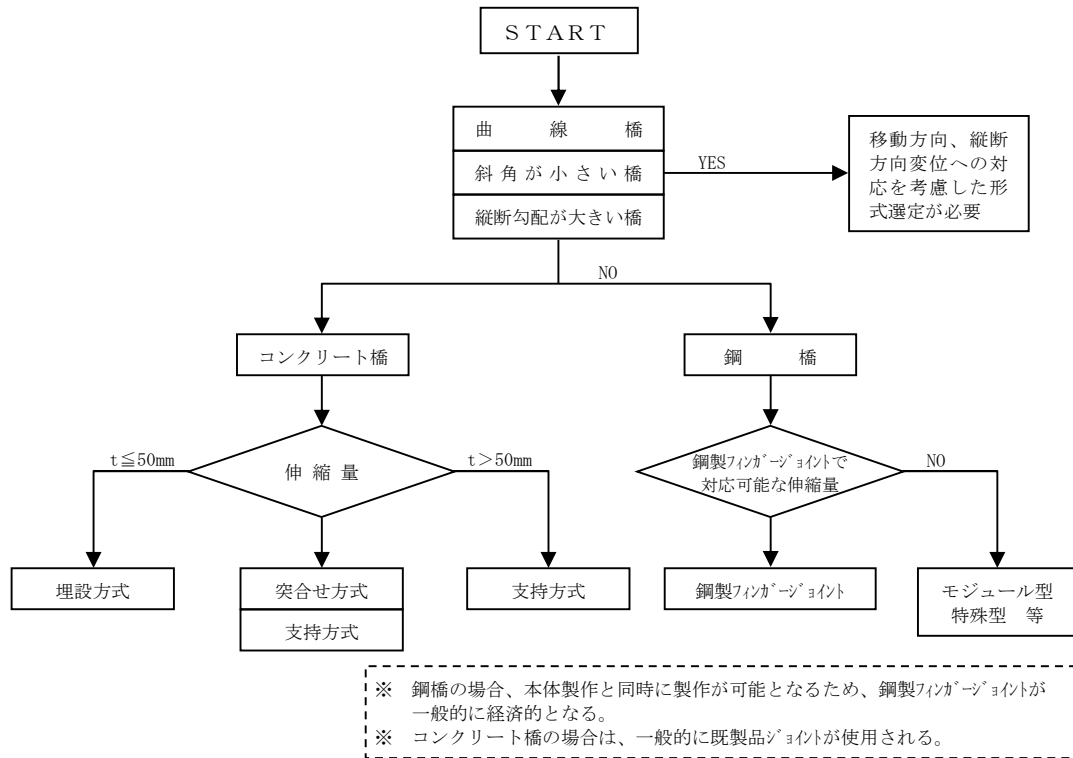 ＳＴＡＲＴ
曲　線　橋
斜角が小さい橋
縦断勾配が大きい橋
YES
移動方向、縦断
方向変位への対
応を考慮した形
式選定が必要
NO
コンクリート橋
鋼　橋
t≦50mm
伸縮量
t＞50mm
鋼製ﾌｨﾝｶﾞｰｼﾞｮｲﾝﾄで
対応可能な伸縮量
NO
埋設方式
突合せ方式
支持方式
支持方式
鋼製ﾌｨﾝｶﾞｰｼﾞｮｲﾝﾄ
モジュール型
特殊型　等
※　鋼橋の場合、本体製作と同時に製作が可能となるため、鋼製ﾌｨﾝｶﾞｰｼﾞｮｲﾝﾄが
一般的に経済的となる。
※　コンクリート橋の場合は、一般的に既製品ｼﾞｮｲﾝﾄが使用される。